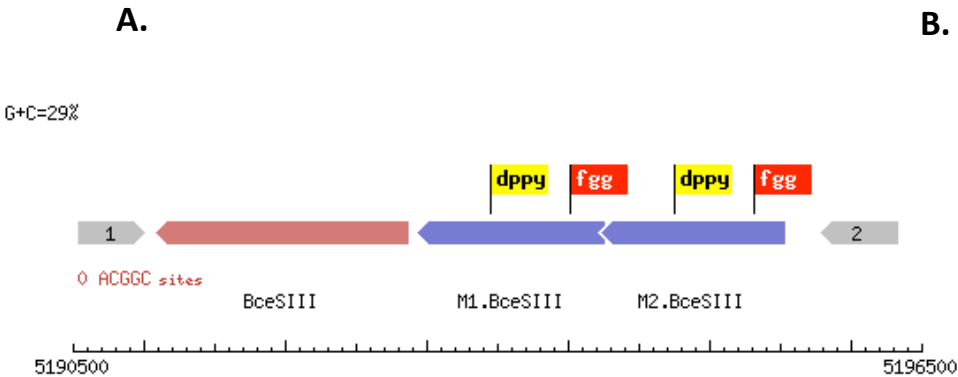 A. B.
G+C=29%
dppy fgg dppy fgg
1 2
0 ACGGC sites
BceSIII M1.BceSIII M2.BceSIII
5190500 5196500